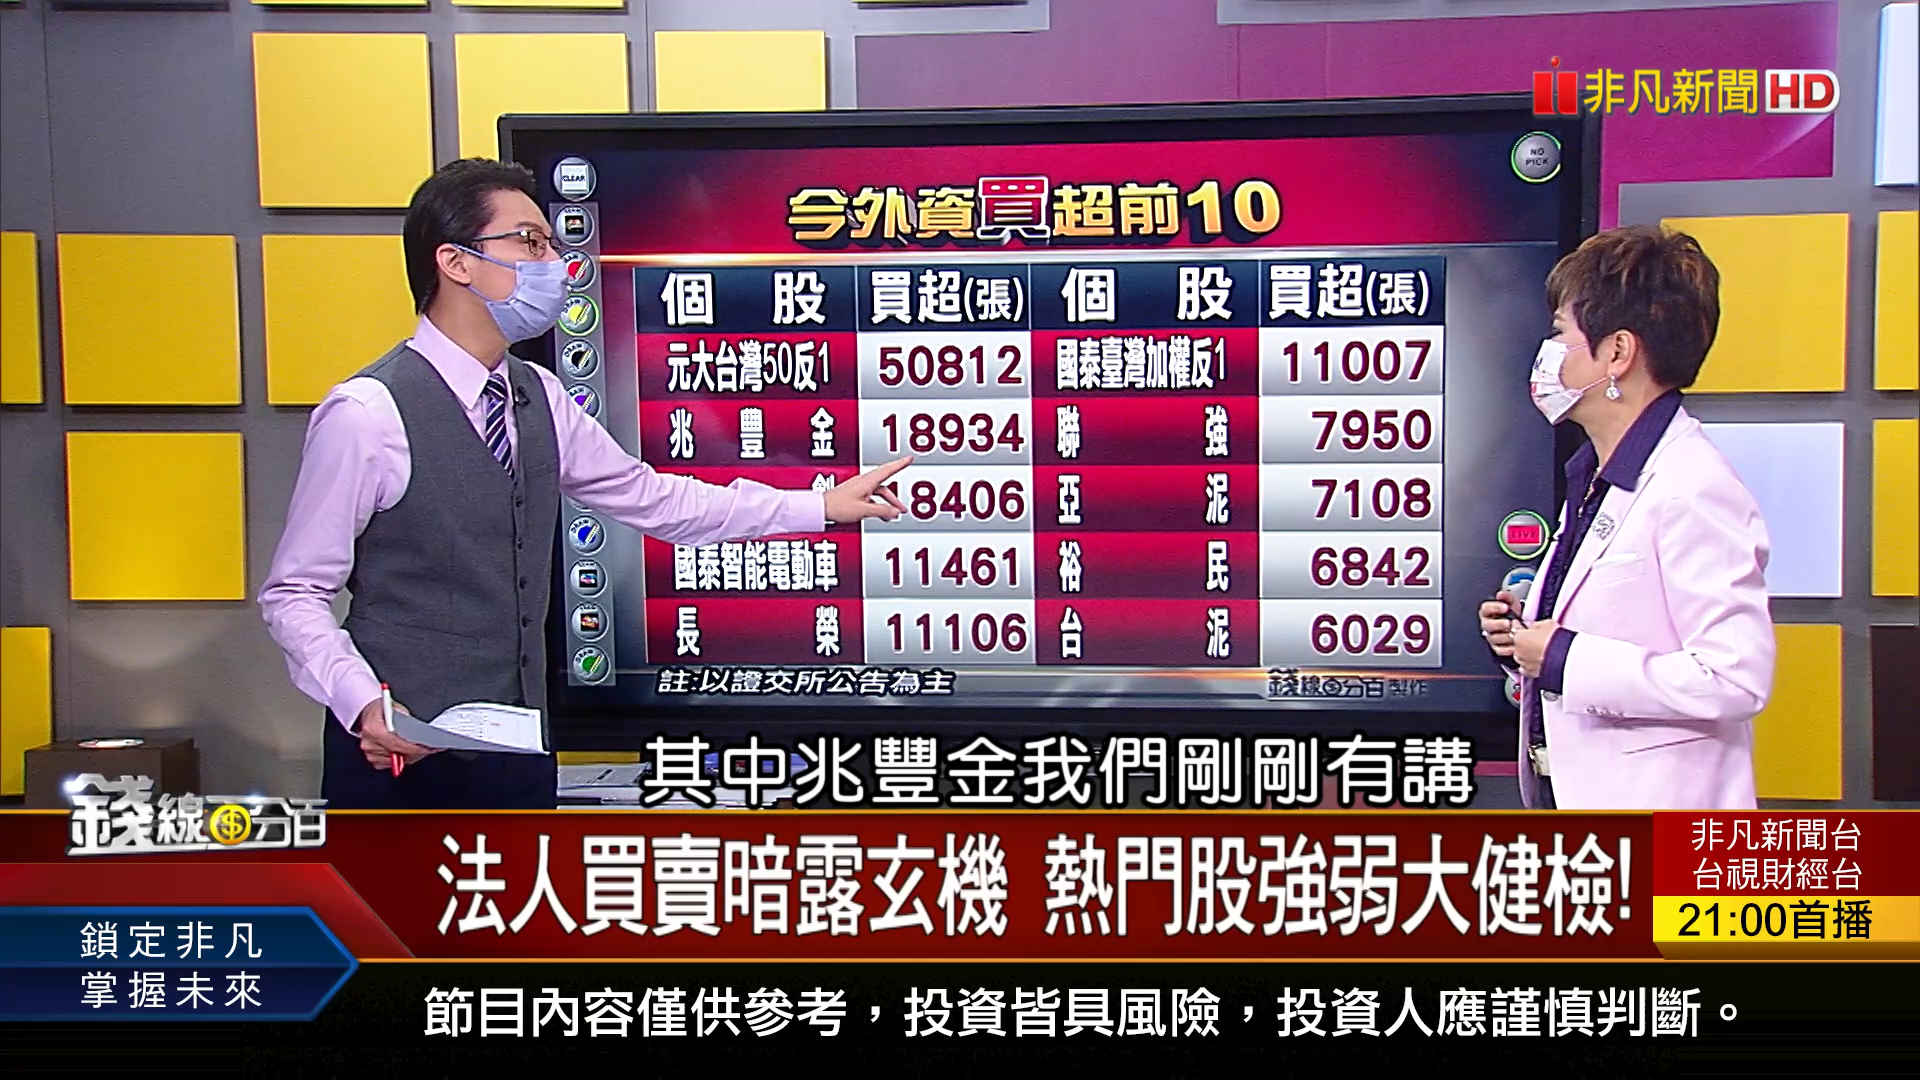 非凡新聞HD
NO PICK
CLEAR
今外資買超前10
個股 買超(張) 個股 買超(張)
元大台灣50反1 50812 國泰臺灣加權反1 11007
兆豐金 18934 聯強 7950
創 18406 亞泥 7108
國泰智能電動車 11461 裕民 6842
長榮 11106 台泥 6029
註:以證交所公告為主
錢線百分百 製作
LIVE
其中兆豐金我們剛剛有講
錢線百分百
法人買賣暗露玄機 熱門股強弱大健檢!
非凡新聞台
台視財經台
21:00首播
鎖定非凡
掌握未來
節目內容僅供參考，投資皆具風險，投資人應謹慎判斷。